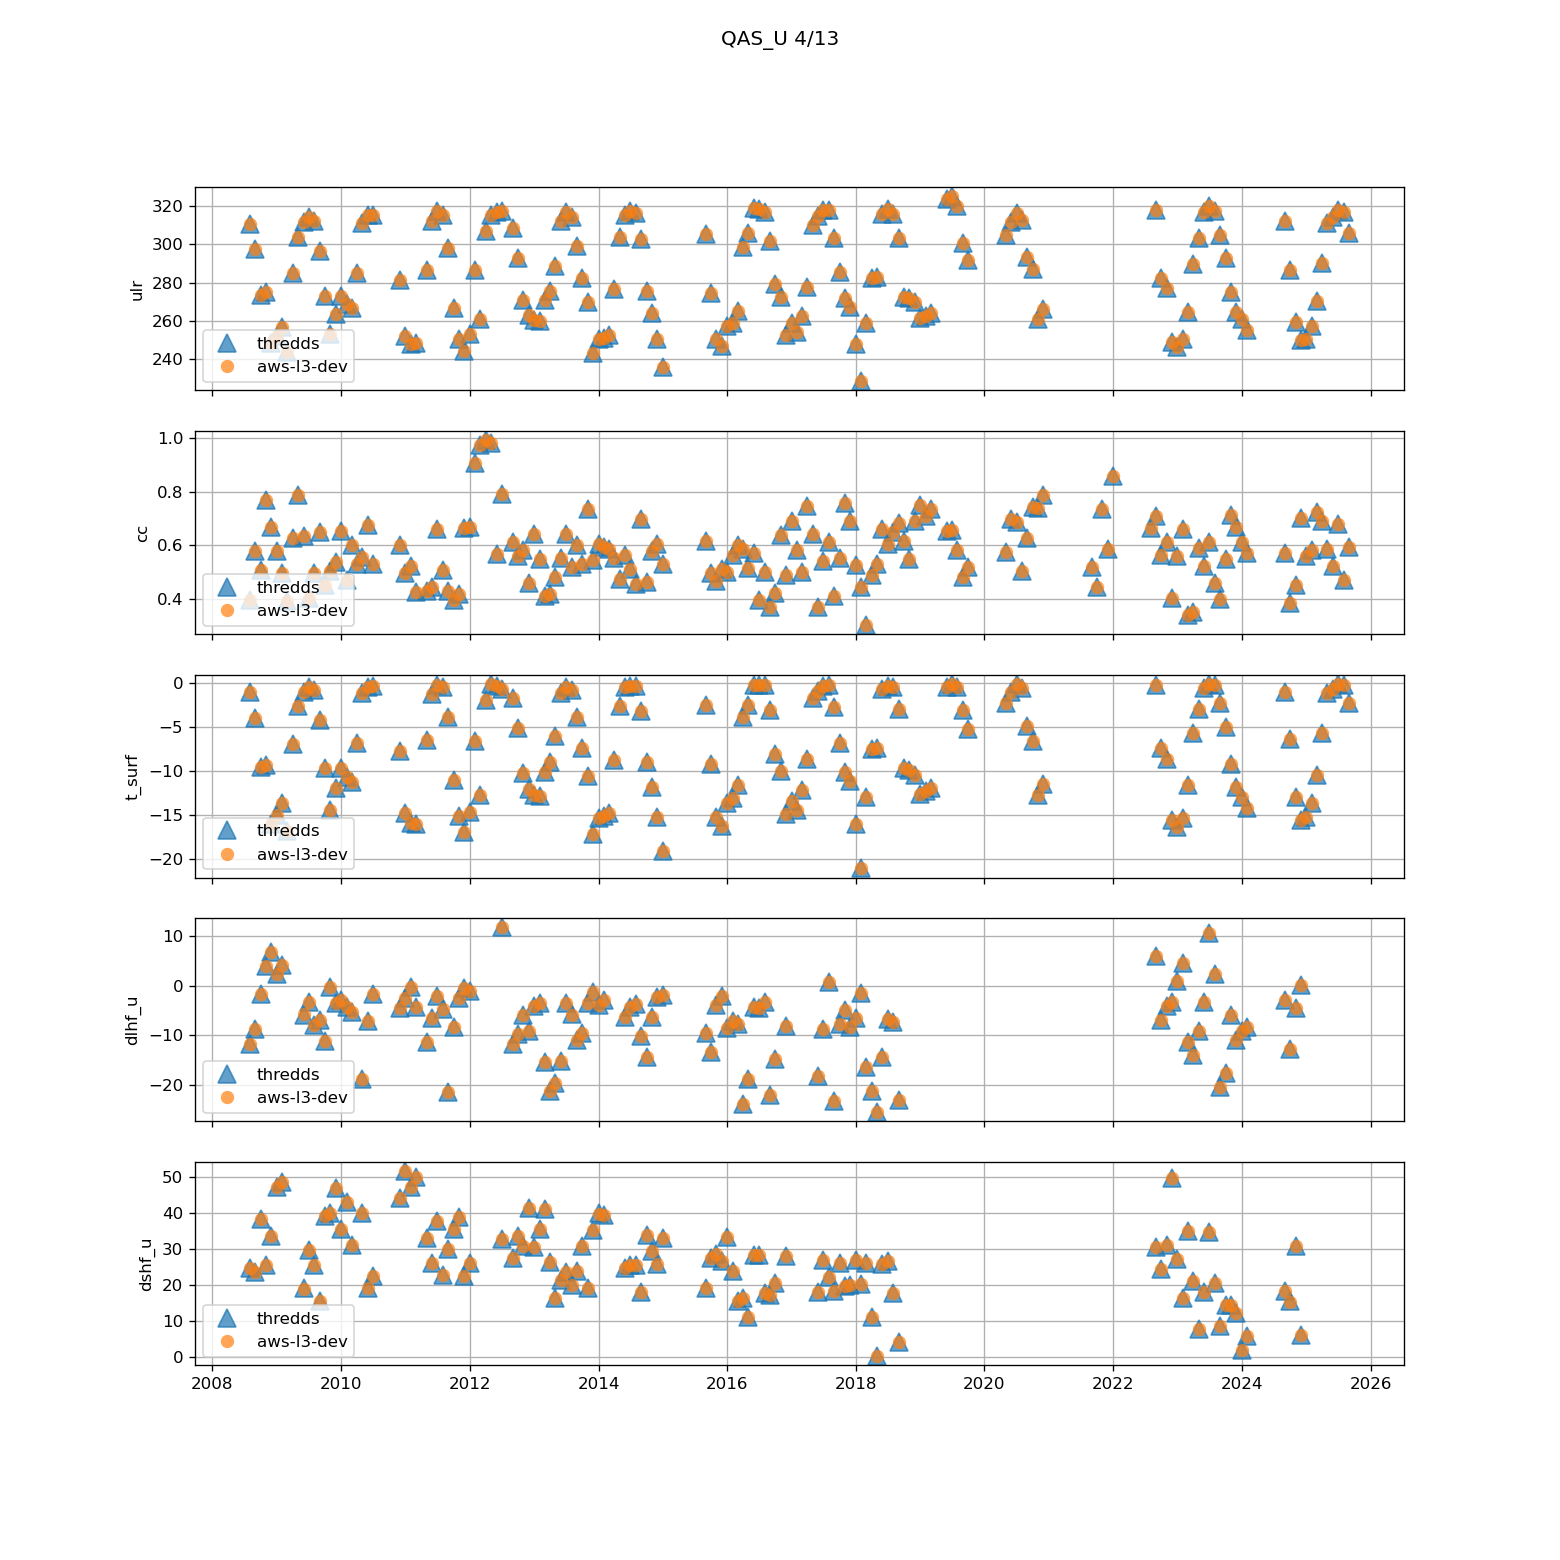 QAS_U 4/13
320
300
280
260
240
ulr
thredds
aws-l3-dev
1.0
0.8
0.6
0.4
cc
thredds
aws-l3-dev
0
−5
−10
−15
−20
t_surf
thredds
aws-l3-dev
10
0
−10
−20
dlhf_u
thredds
aws-l3-dev
50
40
30
20
10
0
dshf_u
thredds
aws-l3-dev
2008 2010 2012 2014 2016 2018 2020 2022 2024 2026